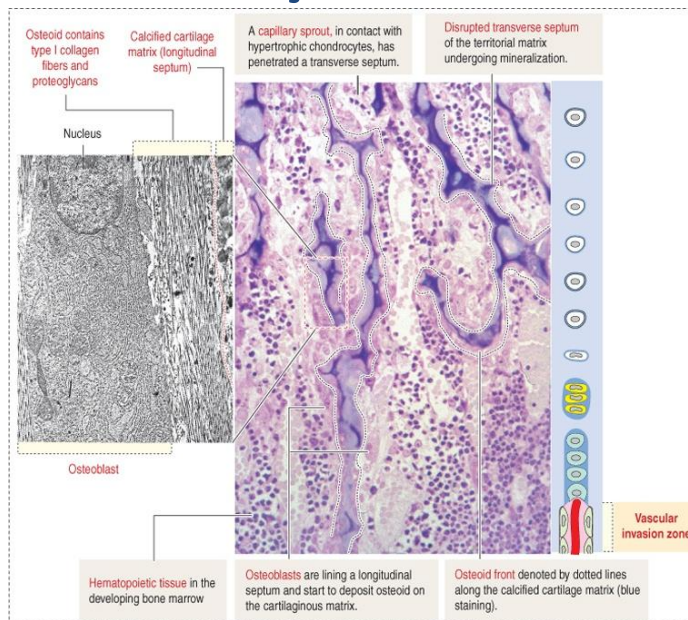 Osteoid contains
type I collagen
fibers and
proteoglycans
Calcified cartilage
matrix (longitudinal
septum)
A capillary sprout, in contact with
hypertrophic chondrocytes, has
penetrated a transverse septum.
Disrupted transverse septum
of the territorial matrix
undergoing mineralization.
Nucleus
Osteoblast
Vascular
invasion zone
Hematopoietic tissue in the
developing bone marrow
Osteoblasts are lining a longitudinal
septum and start to deposit osteoid on
the cartilaginous matrix.
Osteoid front denoted by dotted lines
along the calcified cartilage matrix (blue
staining).